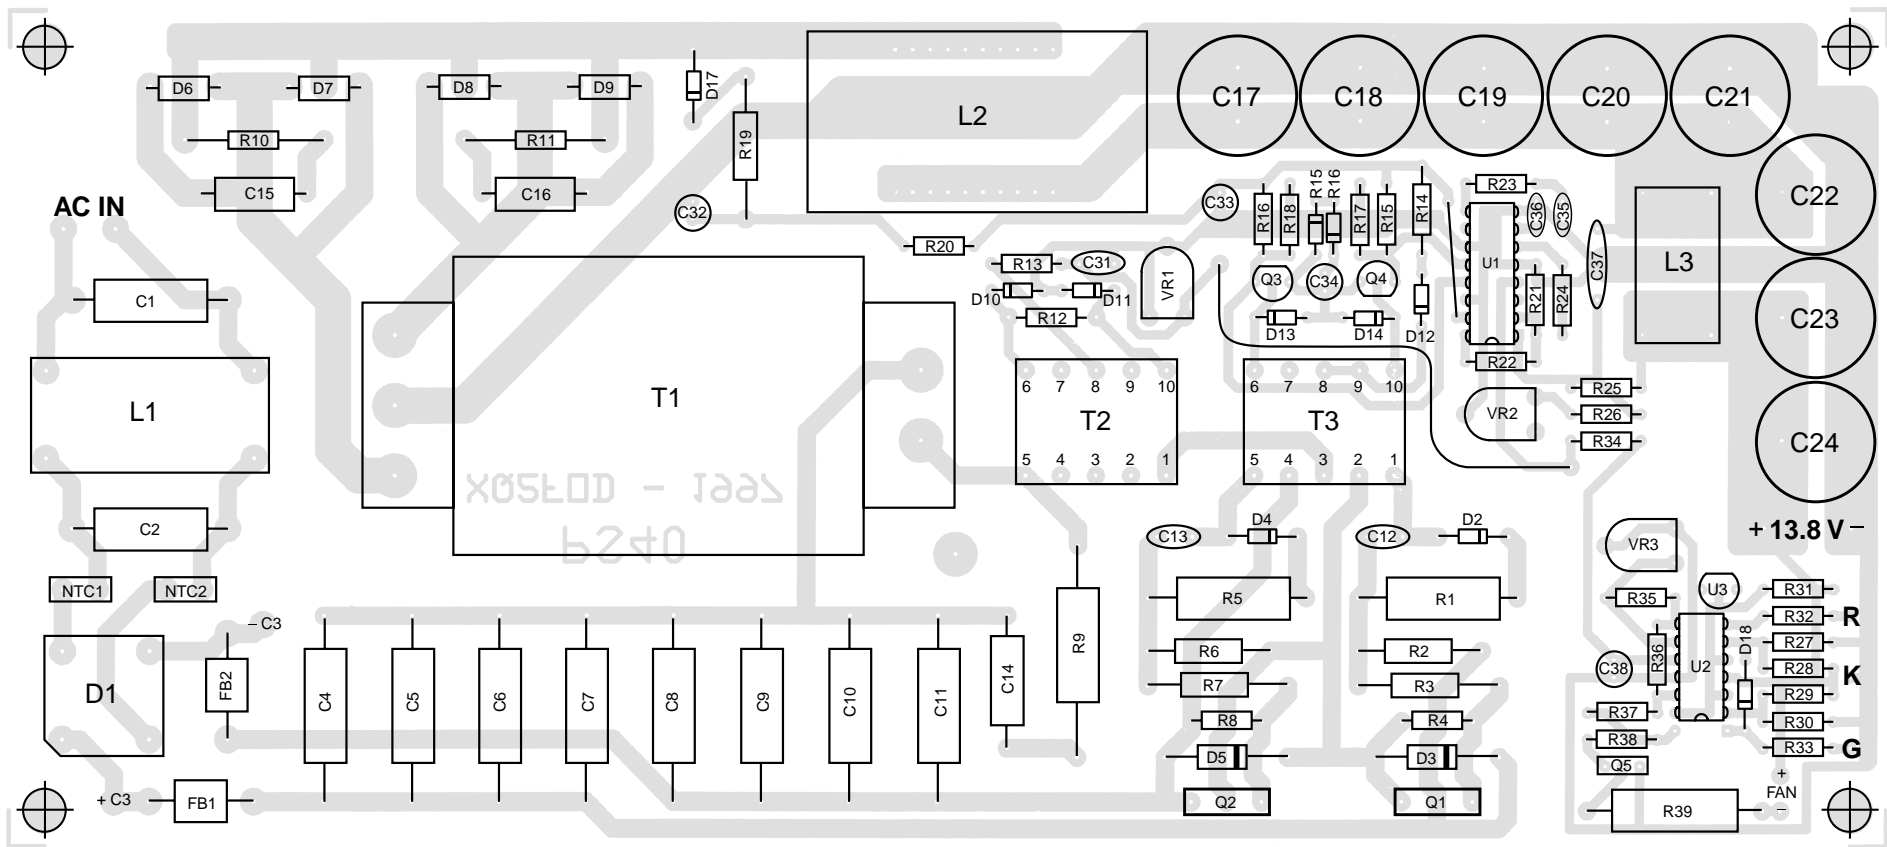 D6 D7 D8 D9 D17 L2 C17 C18 C19 C20 C21
R10 R11 R19
C15 C16 C22
AC IN C32 C33 R16 R18 R15 R16 R17 R15 R14 R23 C36 C35 C37
R20
C1 R13 C31 VR1 Q3 C34 Q4 U1 R21 R24 L3
D10 D11
R12 D13 D14 D12 C23
R22
6 7 8 9 10 6 7 8 9 10
R25
L1 T1 T2 T3 VR2 R26
R34 C24
5 4 3 2 1 5 4 3 2 1
XQ2FOD - 1997
PS40
C2 C13 D4 C12 D2 VR3 + 13.8 V −
NTC1 NTC2 R5 R1 R35 U3 R31
− C3 R32 R
D1 FB2 C4 C5 C6 C7 C8 C9 C10 C11 C14 R9 R6 R2 C38 R36 U2 D18 R27
R28 K
R7 R3 R29
R8 R4 R37 R30
D5 D3 R38 R33 G
Q5 +
+ C3 FB1 Q2 Q1 R39 FAN
−